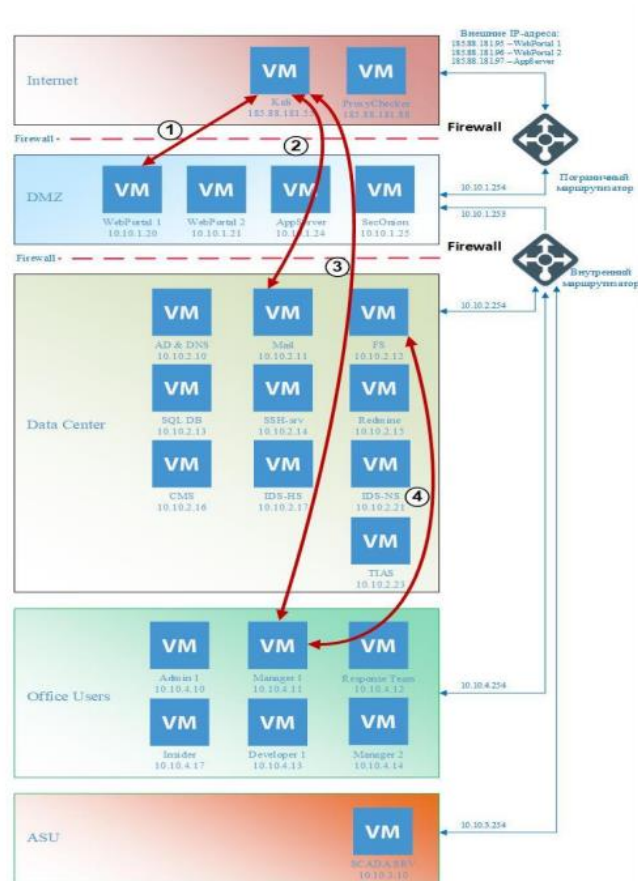 Внешние IP-адреса:
185.88.181.95 – WebPortal 1
185.88.181.96 – WebPortal 2
185.88.181.97 – AppServer
Internet
VM
Kali
185.88.181.55
VM
ProxyChecker
185.88.181.88
1
Firewall -
2
Firewall
Пограничный
маршрутизатор
DMZ
VM
WebPortal 1
10.10.1.20
VM
WebPortal 2
10.10.1.21
VM
AppServer
10.10.1.24
VM
SecOnion
10.10.1.25
10.10.1.254
10.10.1.253
Firewall -
3
Firewall
Внутренний
маршрутизатор
Data Center
VM
AD & DNS
10.10.2.10
VM
Mail
10.10.2.11
VM
FS
10.10.2.12
10.10.2.254
VM
SQL DB
10.10.2.13
VM
SSH-srv
10.10.2.14
VM
Redmine
10.10.2.15
VM
CMS
10.10.2.16
VM
IDS-HS
10.10.2.17
VM
IDS-NS
10.10.2.21
4
VM
TIAS
10.10.2.23
Office Users
VM
Admin 1
10.10.4.10
VM
Manager 1
10.10.4.11
VM
Response Team
10.10.4.12
10.10.4.254
VM
Insider
10.10.4.17
VM
Developer 1
10.10.4.13
VM
Manager 2
10.10.4.14
ASU
VM
SCADA SRV
10.10.3.10
10.10.3.254